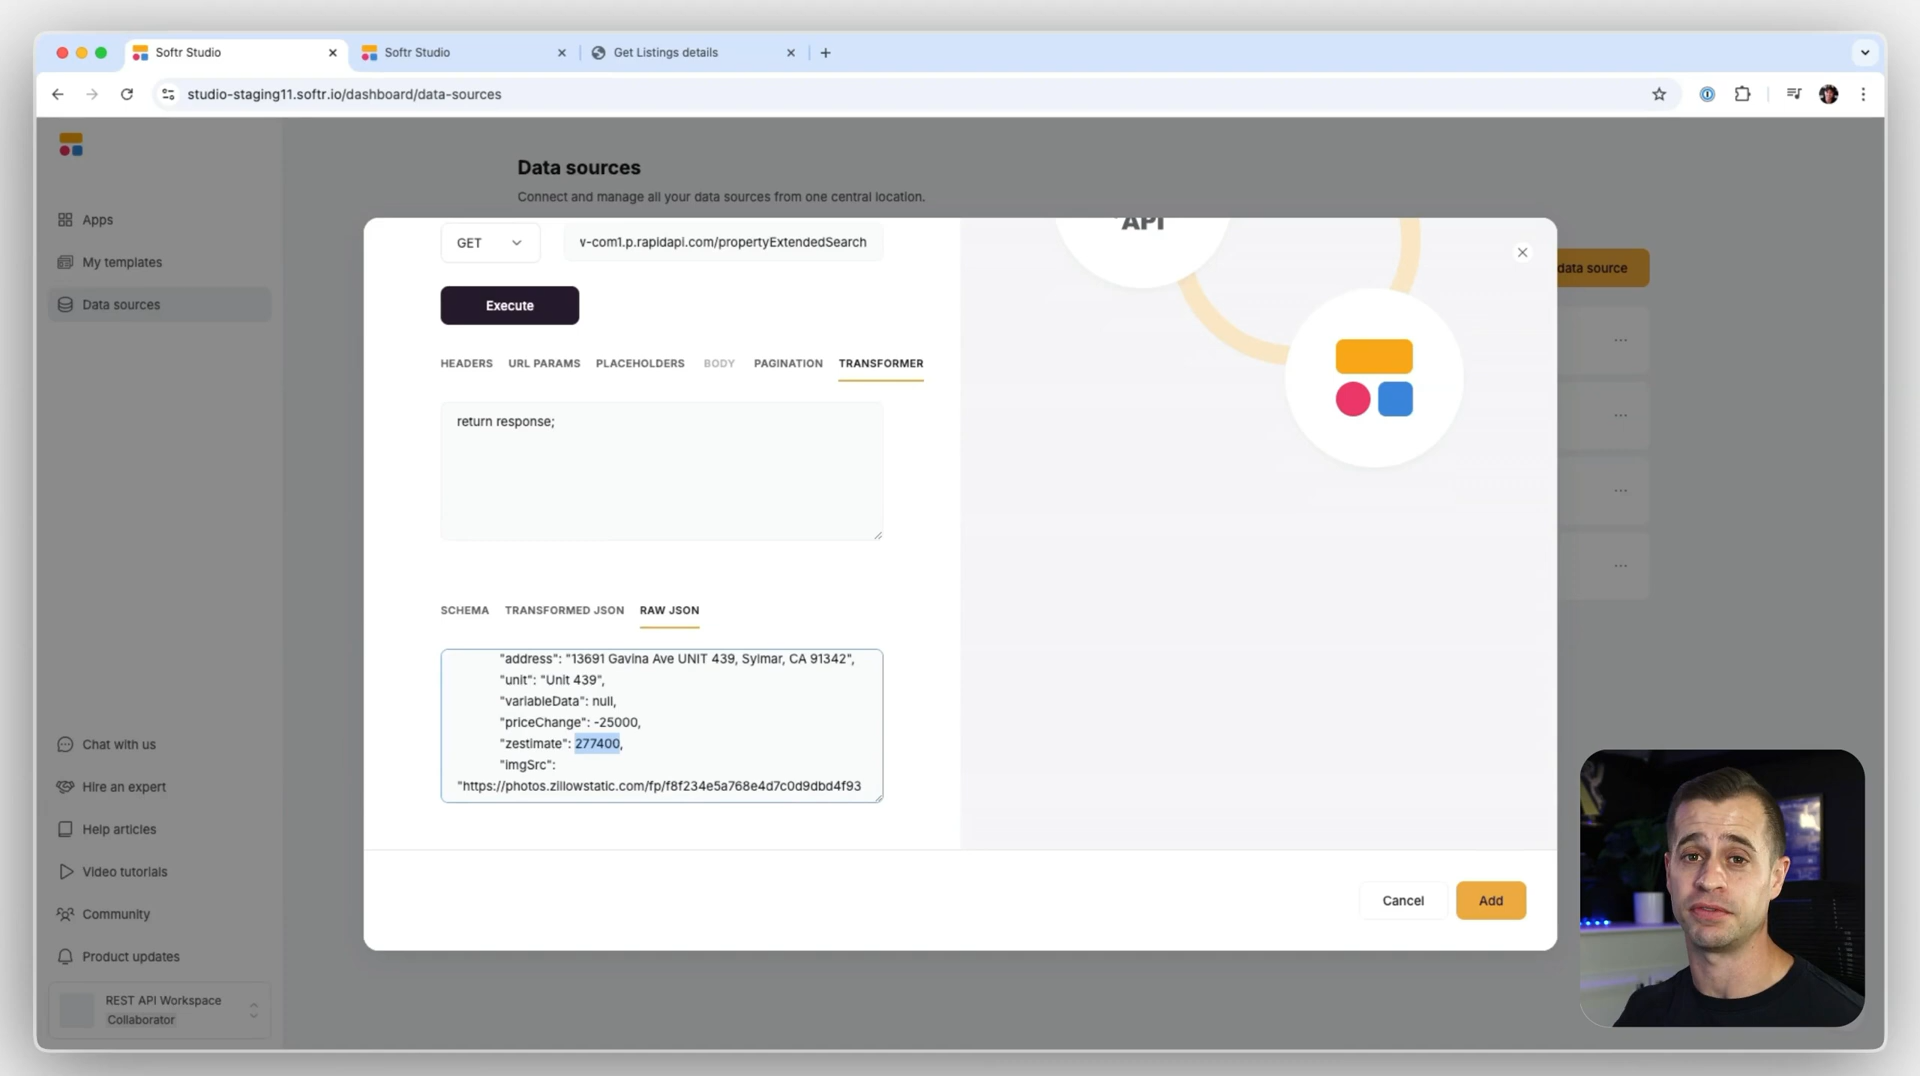 Softr Studio
Softr Studio
Get Listings details
studio-staging11.softr.io/dashboard/data-sources
Apps
My templates
Data sources
Chat with us
Hire an expert
Help articles
Video tutorials
Community
Product updates
REST API Workspace
Collaborator
Data sources
Connect and manage all your data sources from one central location.
data source
API
GET
v-com1.p.rapidapi.com/propertyExtendedSearch
Execute
HEADERS URL PARAMS PLACEHOLDERS BODY PAGINATION TRANSFORMER
return response;
SCHEMA TRANSFORMED JSON RAW JSON
"address": "13691 Gavina Ave UNIT 439, Sylmar, CA 91342",
"unit": "Unit 439",
"variableData": null,
"priceChange": -25000,
"zestimate": 277400,
"imgSrc":
"https://photos.zillowstatic.com/fp/f8f234e5a768e4d7c0d9dbd4f93
Cancel
Add